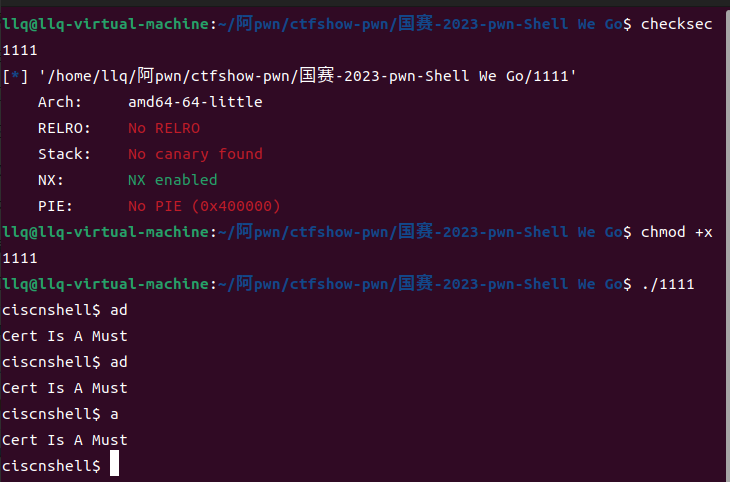 llq@llq-virtual-machine:~/阿pwn/ctfshow-pwn/国赛-2023-pwn-Shell We Go$ checksec
1111
[*] '/home/llq/阿pwn/ctfshow-pwn/国赛-2023-pwn-Shell We Go/1111'
    Arch:     amd64-64-little
    RELRO:    No RELRO
    Stack:    No canary found
    NX:       NX enabled
    PIE:      No PIE (0x400000)
llq@llq-virtual-machine:~/阿pwn/ctfshow-pwn/国赛-2023-pwn-Shell We Go$ chmod +x
1111
llq@llq-virtual-machine:~/阿pwn/ctfshow-pwn/国赛-2023-pwn-Shell We Go$ ./1111
ciscnshell$ ad
Cert Is A Must
ciscnshell$ ad
Cert Is A Must
ciscnshell$ a
Cert Is A Must
ciscnshell$